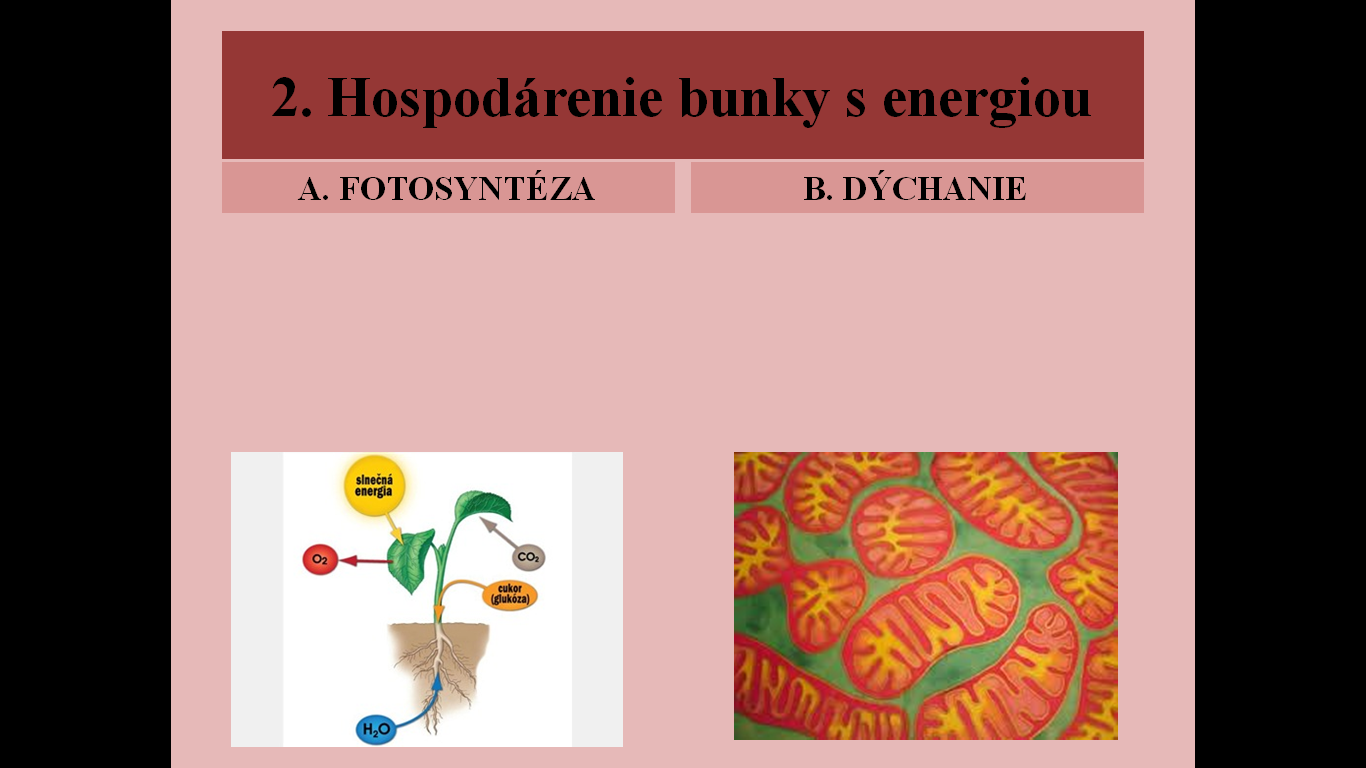 2. Hospodárenie bunky s energiou
A. FOTOSYNTÉZA
B. DÝCHANIE
slnečná
energia
O2
CO2
cukor
(glukóza)
H2O